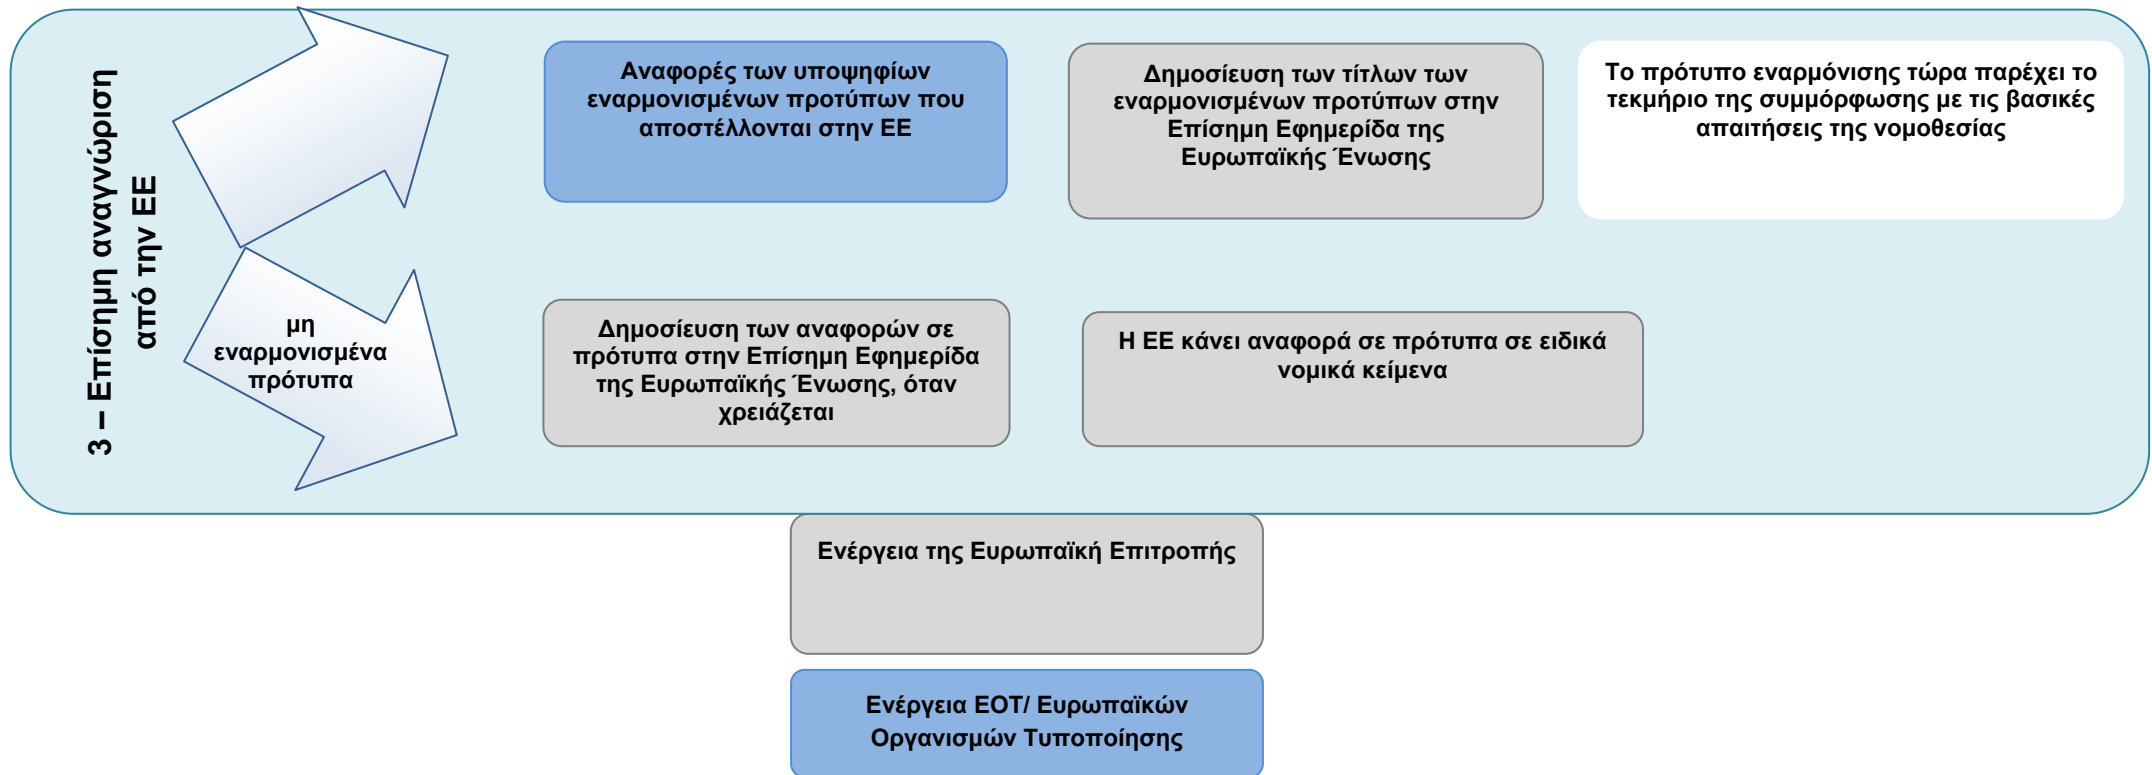 3 – Επίσημη αναγνώριση
από την ΕΕ
Αναφορές των υποψηφίων
εναρμονισμένων προτύπων που
αποστέλλονται στην ΕΕ
Δημοσίευση των τίτλων των
εναρμονισμένων προτύπων στην
Επίσημη Εφημερίδα της
Ευρωπαϊκής Ένωσης
Το πρότυπο εναρμόνισης τώρα παρέχει το
τεκμήριο της συμμόρφωσης με τις βασικές
απαιτήσεις της νομοθεσίας
μη
εναρμονισμένα
πρότυπα
Δημοσίευση των αναφορών σε
πρότυπα στην Επίσημη Εφημερίδα
της Ευρωπαϊκής Ένωσης, όταν
χρειάζεται
Η ΕΕ κάνει αναφορά σε πρότυπα σε ειδικά
νομικά κείμενα
Ενέργεια της Ευρωπαϊκή Επιτροπής
Ενέργεια ΕΟΤ/ Ευρωπαϊκών
Οργανισμών Τυποποίησης